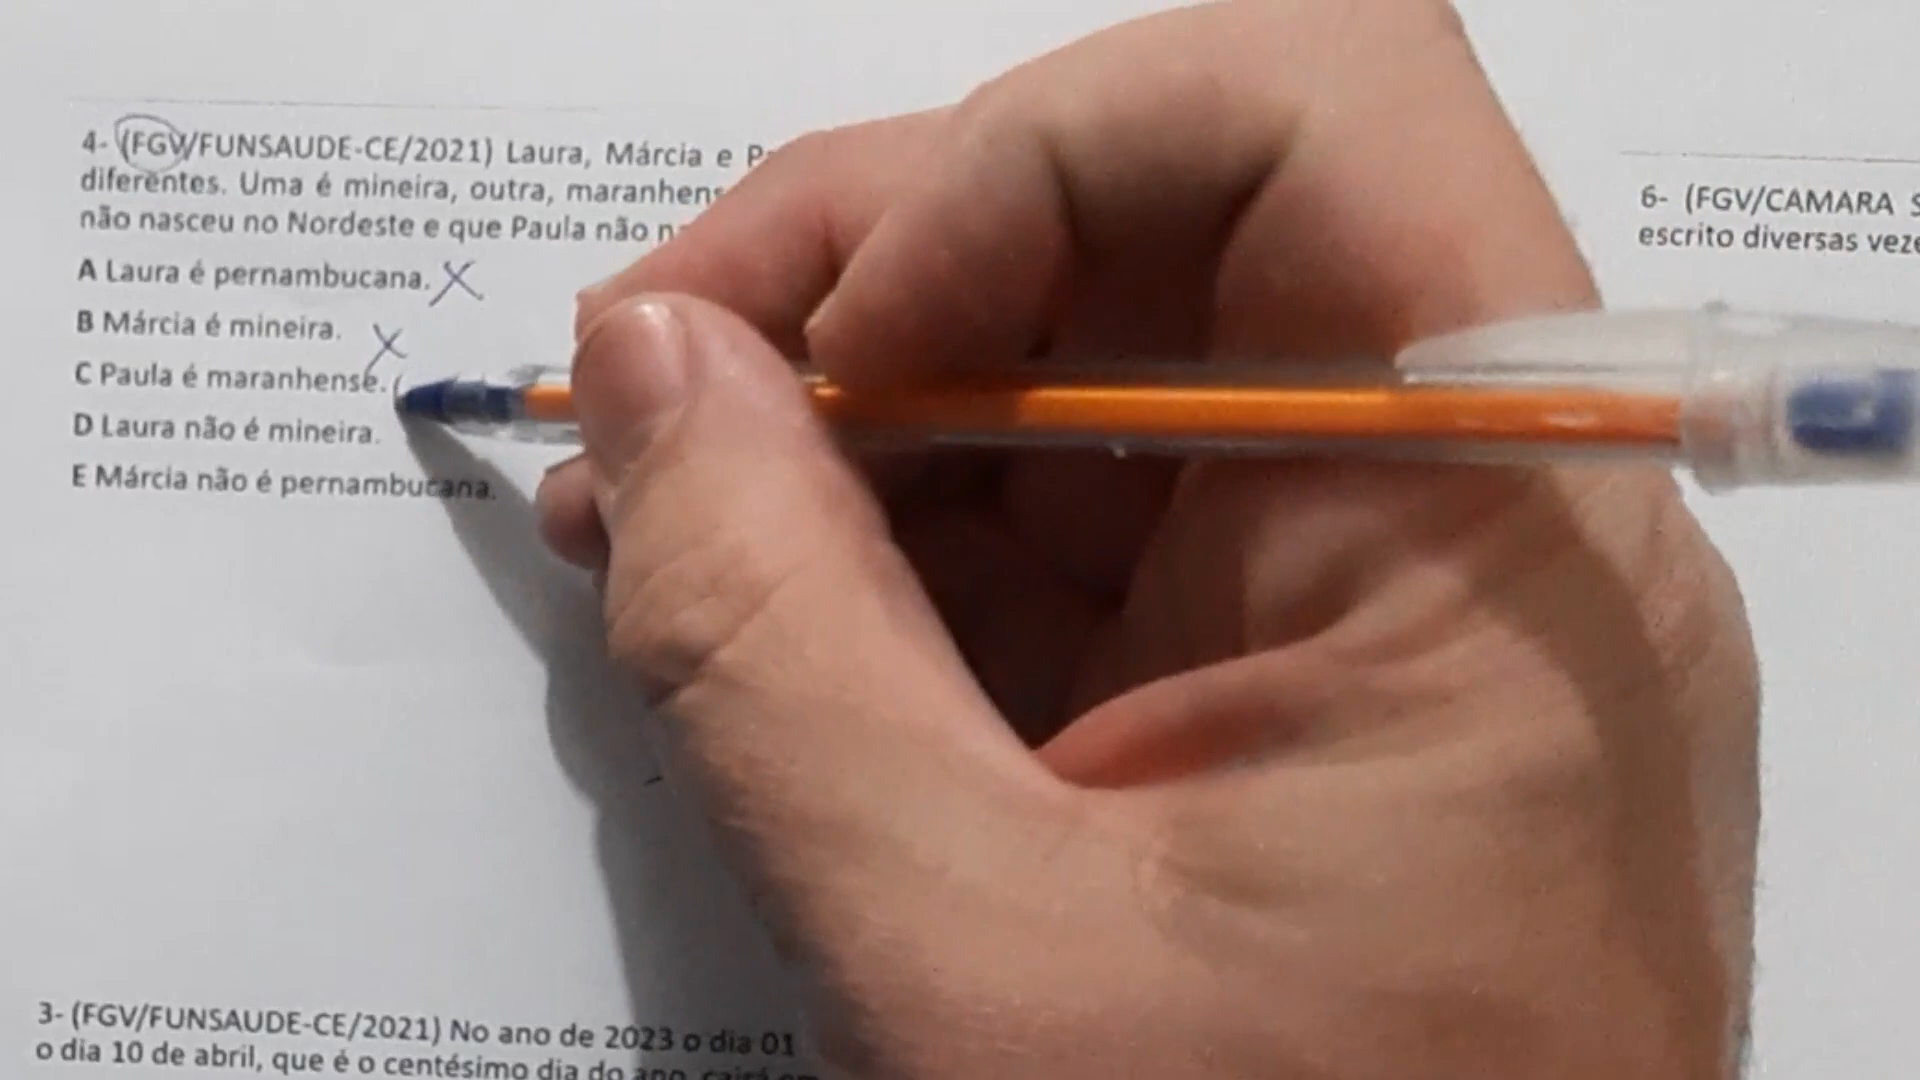 4- (FGV/FUNSAUDE-CE/2021) Laura, Márcia e
diferentes. Uma é mineira, outra,
não nasceu no Nordeste e que Paula não
A Laura é pernambucana. X
B Márcia é mineira. X
C Paula é maranhense.
D Laura não é mineira.
E Márcia não é pernambucana.
3- (FGV/FUNSAUDE-CE/2021) No ano de 2023 o dia 01
o dia 10 de abril, que é o centésimo dia do ano, cairá
6- (FGV/CAMARA
escrito diversas